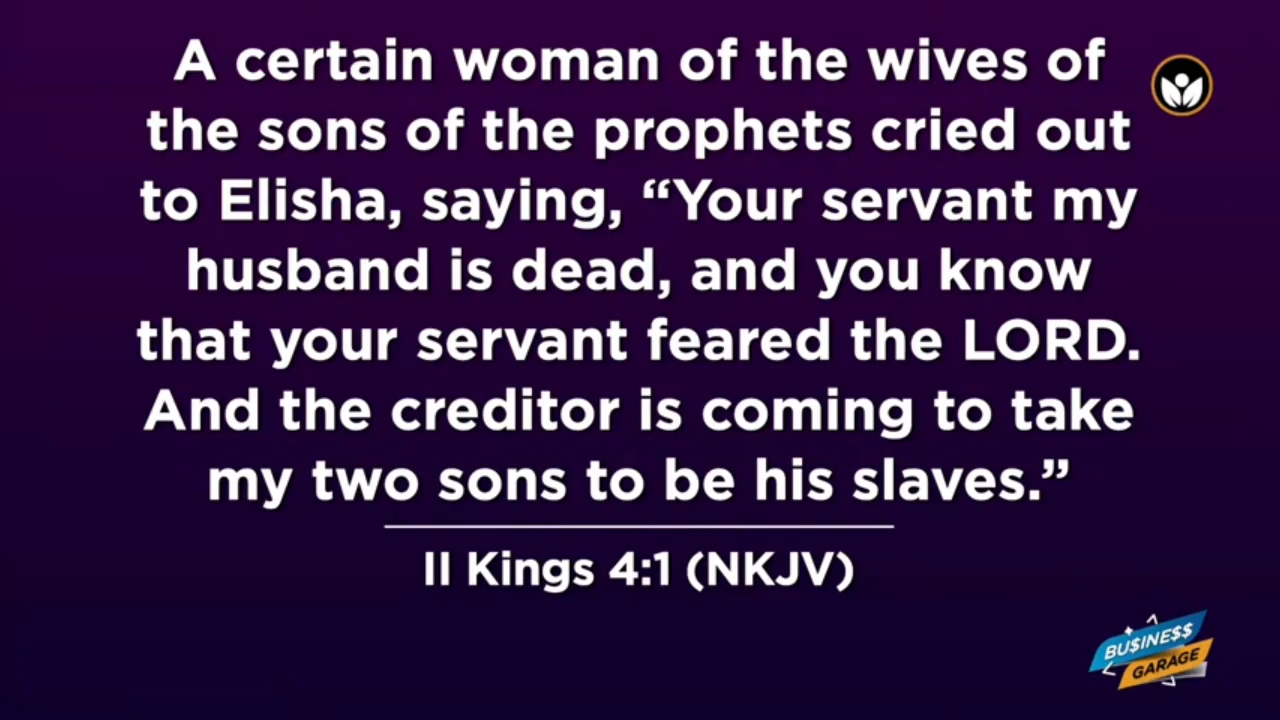 A certain woman of the wives of
the sons of the prophets cried out
to Elisha, saying, “Your servant my
husband is dead, and you know
that your servant feared the LORD.
And the creditor is coming to take
my two sons to be his slaves.”
II Kings 4:1 (NKJV)
BU$INE$$
GARAGE